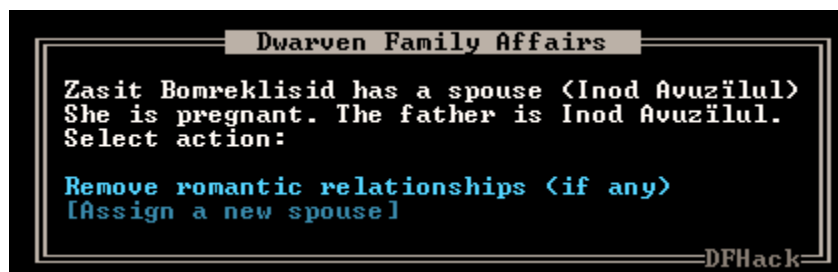 Dwarven Family Affairs
Zasit Bomreklisid has a spouse (Inod Avuzïlul)
She is pregnant. The father is Inod Avuzïlul.
Select action:
Remove romantic relationships (if any)
[Assign a new spouse]
DFHack